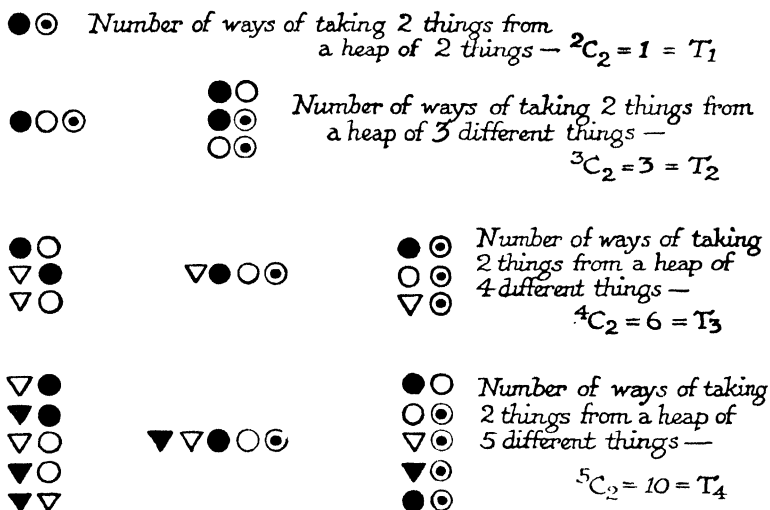 Number of ways of taking 2 things from
a heap of 2 things — ²C₂ = 1 = T₁
Number of ways of taking 2 things from
a heap of 3 different things —
³C₂ = 3 = T₂
Number of ways of taking
2 things from a heap of
4 different things —
⁴C₂ = 6 = T₃
Number of ways of taking
2 things from a heap of
5 different things —
⁵C₂ = 10 = T₄